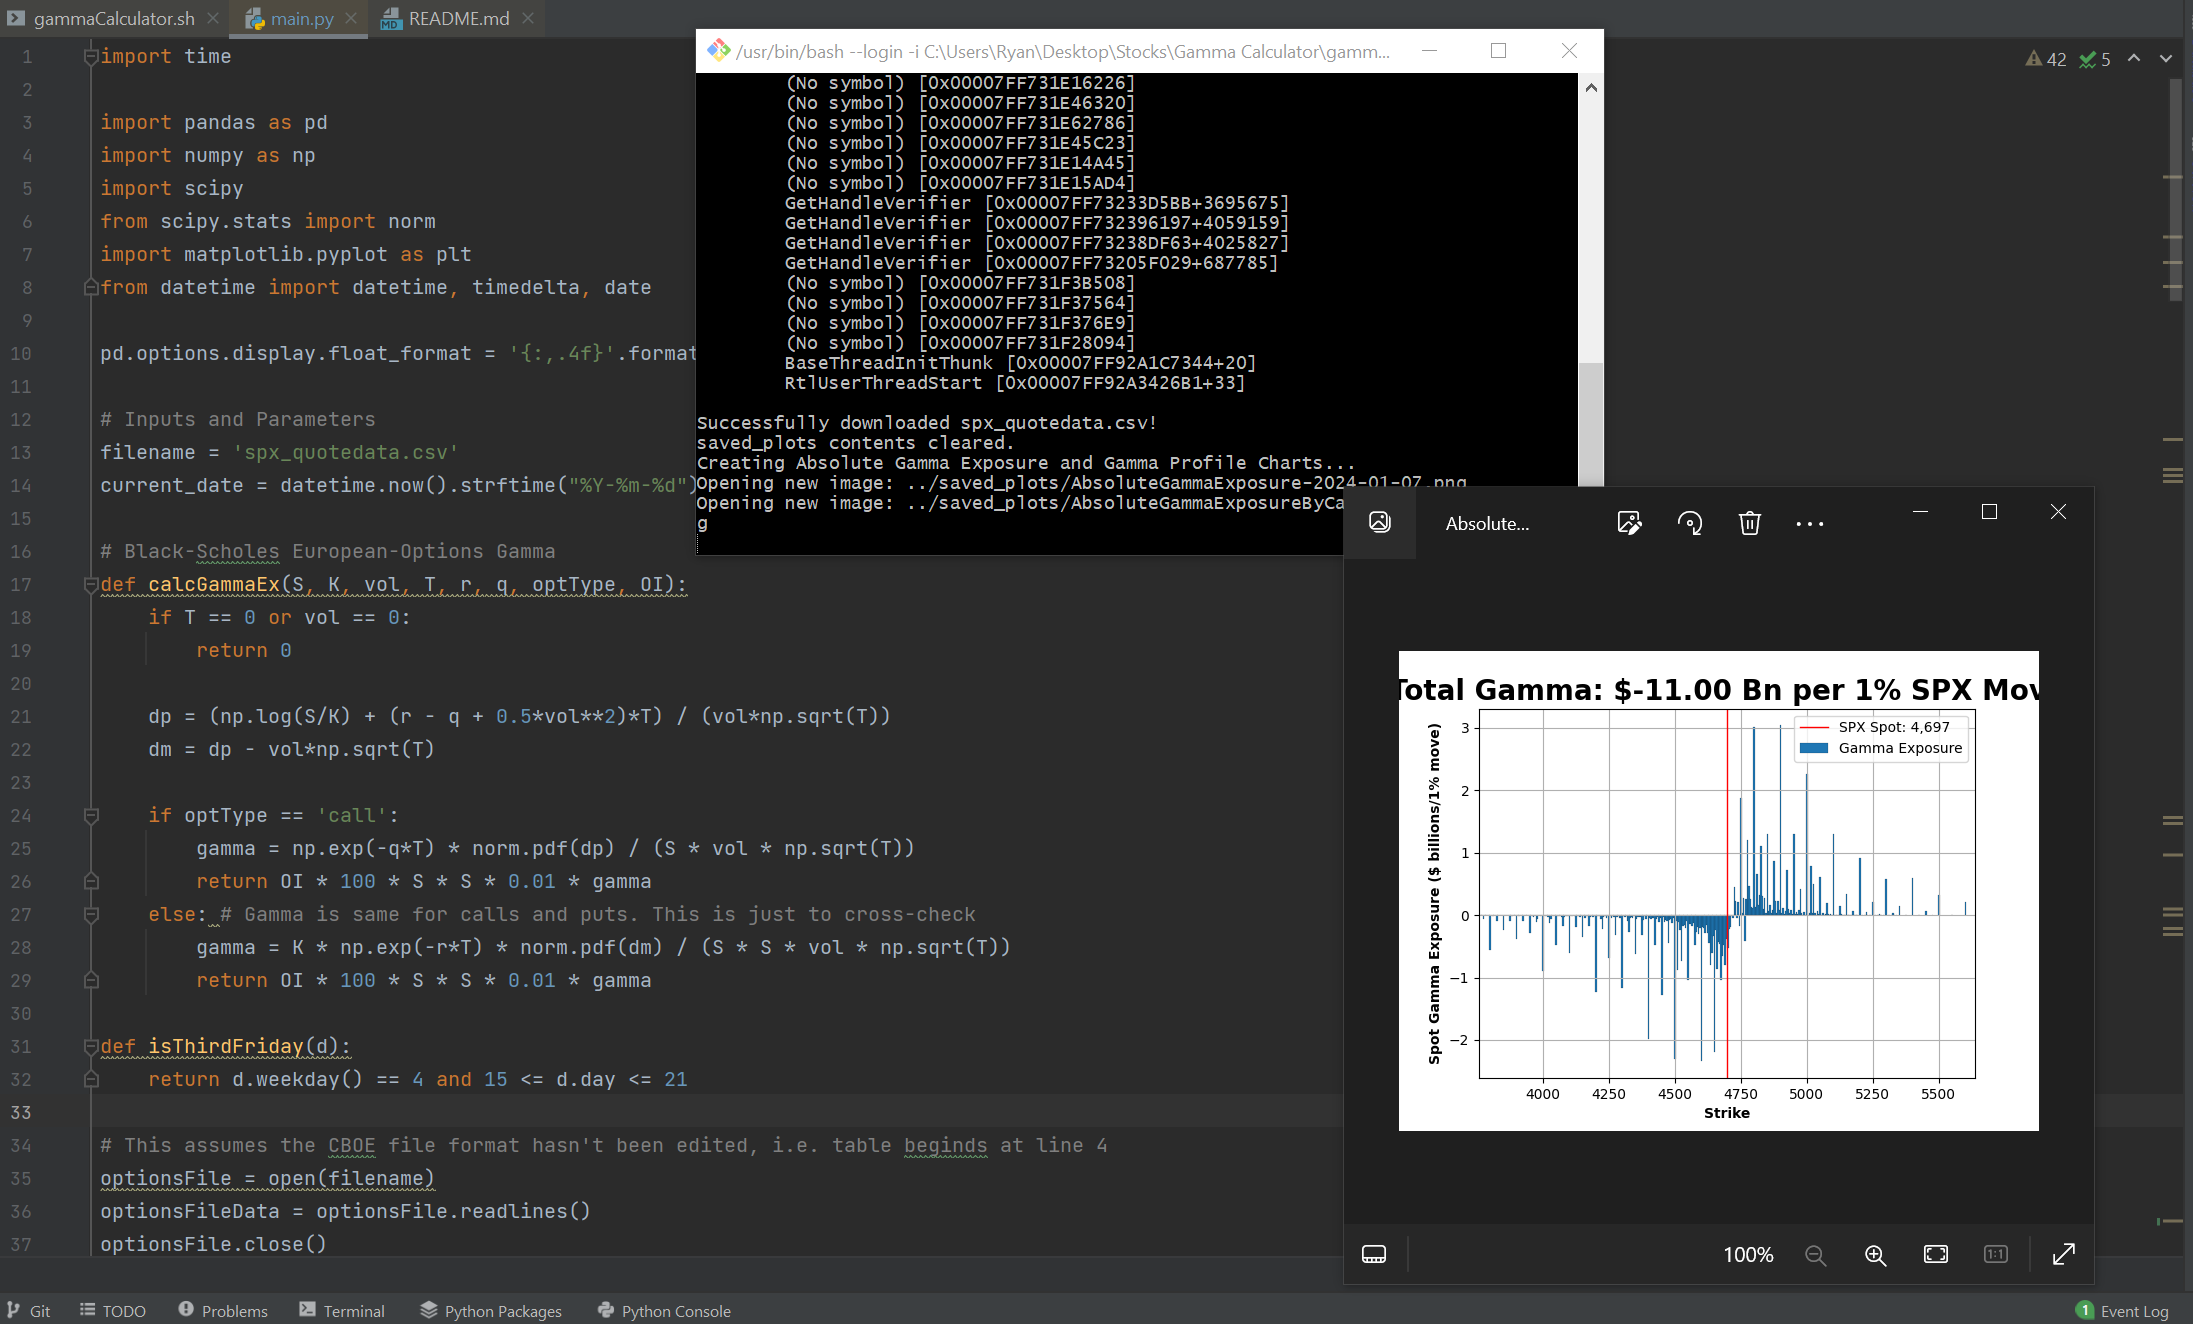 gammaCalculator.sh
main.py
README.md
1 import time
2
3 import pandas as pd
4 import numpy as np
5 import scipy
6 from scipy.stats import norm
7 import matplotlib.pyplot as plt
8 from datetime import datetime, timedelta, date
9
10 pd.options.display.float_format = '{:,.4f}'.format
11
12 # Inputs and Parameters
13 filename = 'spx_quotedata.csv'
14 current_date = datetime.now().strftime("%Y-%m-%d")
15
16 # Black-Scholes European-Options Gamma
17 def calcGammaEx(S, K, vol, T, r, q, optType, OI):
18 if T == 0 or vol == 0:
19 return 0
20
21 dp = (np.log(S/K) + (r - q + 0.5*vol**2)*T) / (vol*np.sqrt(T))
22 dm = dp - vol*np.sqrt(T)
23
24 if optType == 'call':
25 gamma = np.exp(-q*T) * norm.pdf(dp) / (S * vol * np.sqrt(T))
26 return OI * 100 * S * S * 0.01 * gamma
27 else: # Gamma is same for calls and puts. This is just to cross-check
28 gamma = K * np.exp(-r*T) * norm.pdf(dm) / (S * S * vol * np.sqrt(T))
29 return OI * 100 * S * S * 0.01 * gamma
30
31 def isThirdFriday(d):
32 return d.weekday() == 4 and 15 <= d.day <= 21
33
34 # This assumes the CBOE file format hasn't been edited, i.e. table beginds at line 4
35 optionsFile = open(filename)
36 optionsFileData = optionsFile.readlines()
37 optionsFile.close()
42 5
/usr/bin/bash --login -i C:\Users\Ryan\Desktop\Stocks\Gamma Calculator\gamm...
(No symbol) [0x00007FF731E16226]
(No symbol) [0x00007FF731E46320]
(No symbol) [0x00007FF731E62786]
(No symbol) [0x00007FF731E45C23]
(No symbol) [0x00007FF731E14A45]
(No symbol) [0x00007FF731E15AD4]
GetHandleVerifier [0x00007FF73233D5BB+3695675]
GetHandleVerifier [0x00007FF732396197+4059159]
GetHandleVerifier [0x00007FF73238DF63+4025827]
GetHandleVerifier [0x00007FF73205F029+687785]
(No symbol) [0x00007FF731F3B508]
(No symbol) [0x00007FF731F37564]
(No symbol) [0x00007FF731F376E9]
(No symbol) [0x00007FF731F28094]
BaseThreadInitThunk [0x00007FF92A1C7344+20]
RtlUserThreadStart [0x00007FF92A3426B1+33]
Successfully downloaded spx_quotedata.csv!
saved_plots contents cleared.
Creating Absolute Gamma Exposure and Gamma Profile Charts...
Opening new image: ../saved_plots/AbsoluteGammaExposure-2024-01-07.png
Opening new image: ../saved_plots/AbsoluteGammaExposureByCa
g
Absolute...
Total Gamma: $-11.00 Bn per 1% SPX Mov
SPX Spot: 4,697
Gamma Exposure
Spot Gamma Exposure ($ billions/1% move)
3
2
1
0
−1
−2
4000 4250 4500 4750 5000 5250 5500
Strike
100%
1:1
Git TODO Problems Terminal Python Packages Python Console
1 Event Log